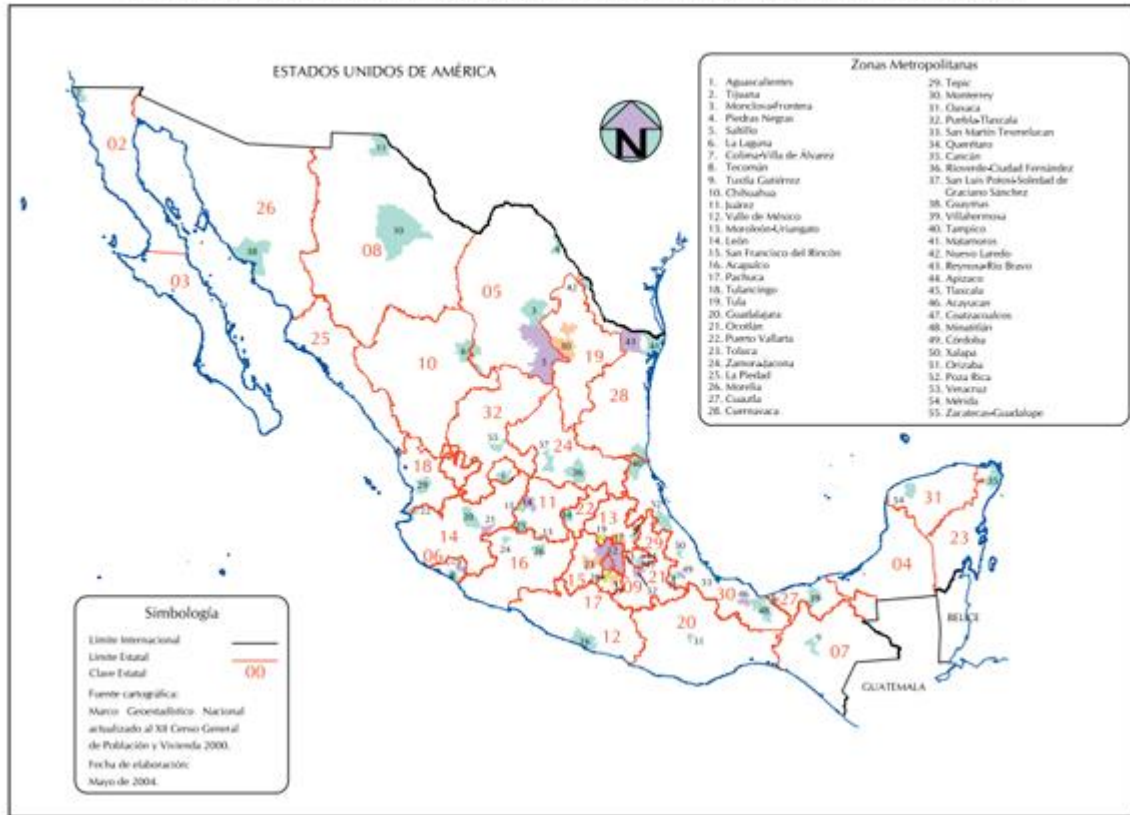 ESTADOS UNIDOS DE AMÉRICA
N
Zonas Metropolitanas
1. Aguascalientes
2. Tijuana
3. Monclova-Frontera
4. Piedras Negras
5. Saltillo
6. La Laguna
7. Colima-Villa de Álvarez
8. Tecomán
9. Tuxtla Gutiérrez
10. Chihuahua
11. Juárez
12. Valle de México
13. Moroleón-Uriangato
14. León
15. San Francisco del Rincón
16. Acapulco
17. Pachuca
18. Tulancingo
19. Tula
20. Guadalajara
21. Ocotlán
22. Puerto Vallarta
23. Toluca
24. Zamora-Jacona
25. La Piedad
26. Morelia
27. Cuautla
28. Cuernavaca
29. Tepic
30. Monterrey
31. Oaxaca
32. Puebla-Tlaxcala
33. San Martín Texmelucan
34. Querétaro
35. Cancún
36. Rioverde-Ciudad Fernández
37. San Luis Potosí-Soledad de
Graciano Sánchez
38. Guaymas
39. Villahermosa
40. Tampico
41. Matamoros
42. Nuevo Laredo
43. Reynosa-Río Bravo
44. Apizaco
45. Tlaxcala
46. Acayucan
47. Coatzacoalcos
48. Minatitlán
49. Córdoba
50. Xalapa
51. Orizaba
52. Poza Rica
53. Veracruz
54. Mérida
55. Zacatecas-Guadalupe
02
26
08
03
05
25
10
19
28
32
24
18
11
22
13
14
29
31
23
06
16
04
15
09
21
30
27
17
12
20
07
BELICE
GUATEMALA
Simbología
Límite Internacional
Límite Estatal
Clave Estatal 00
Fuente cartográfica:
Marco Geoestadístico Nacional
actualizado al XII Censo General
de Población y Vivienda 2000.
Fecha de elaboración:
Mayo de 2004.